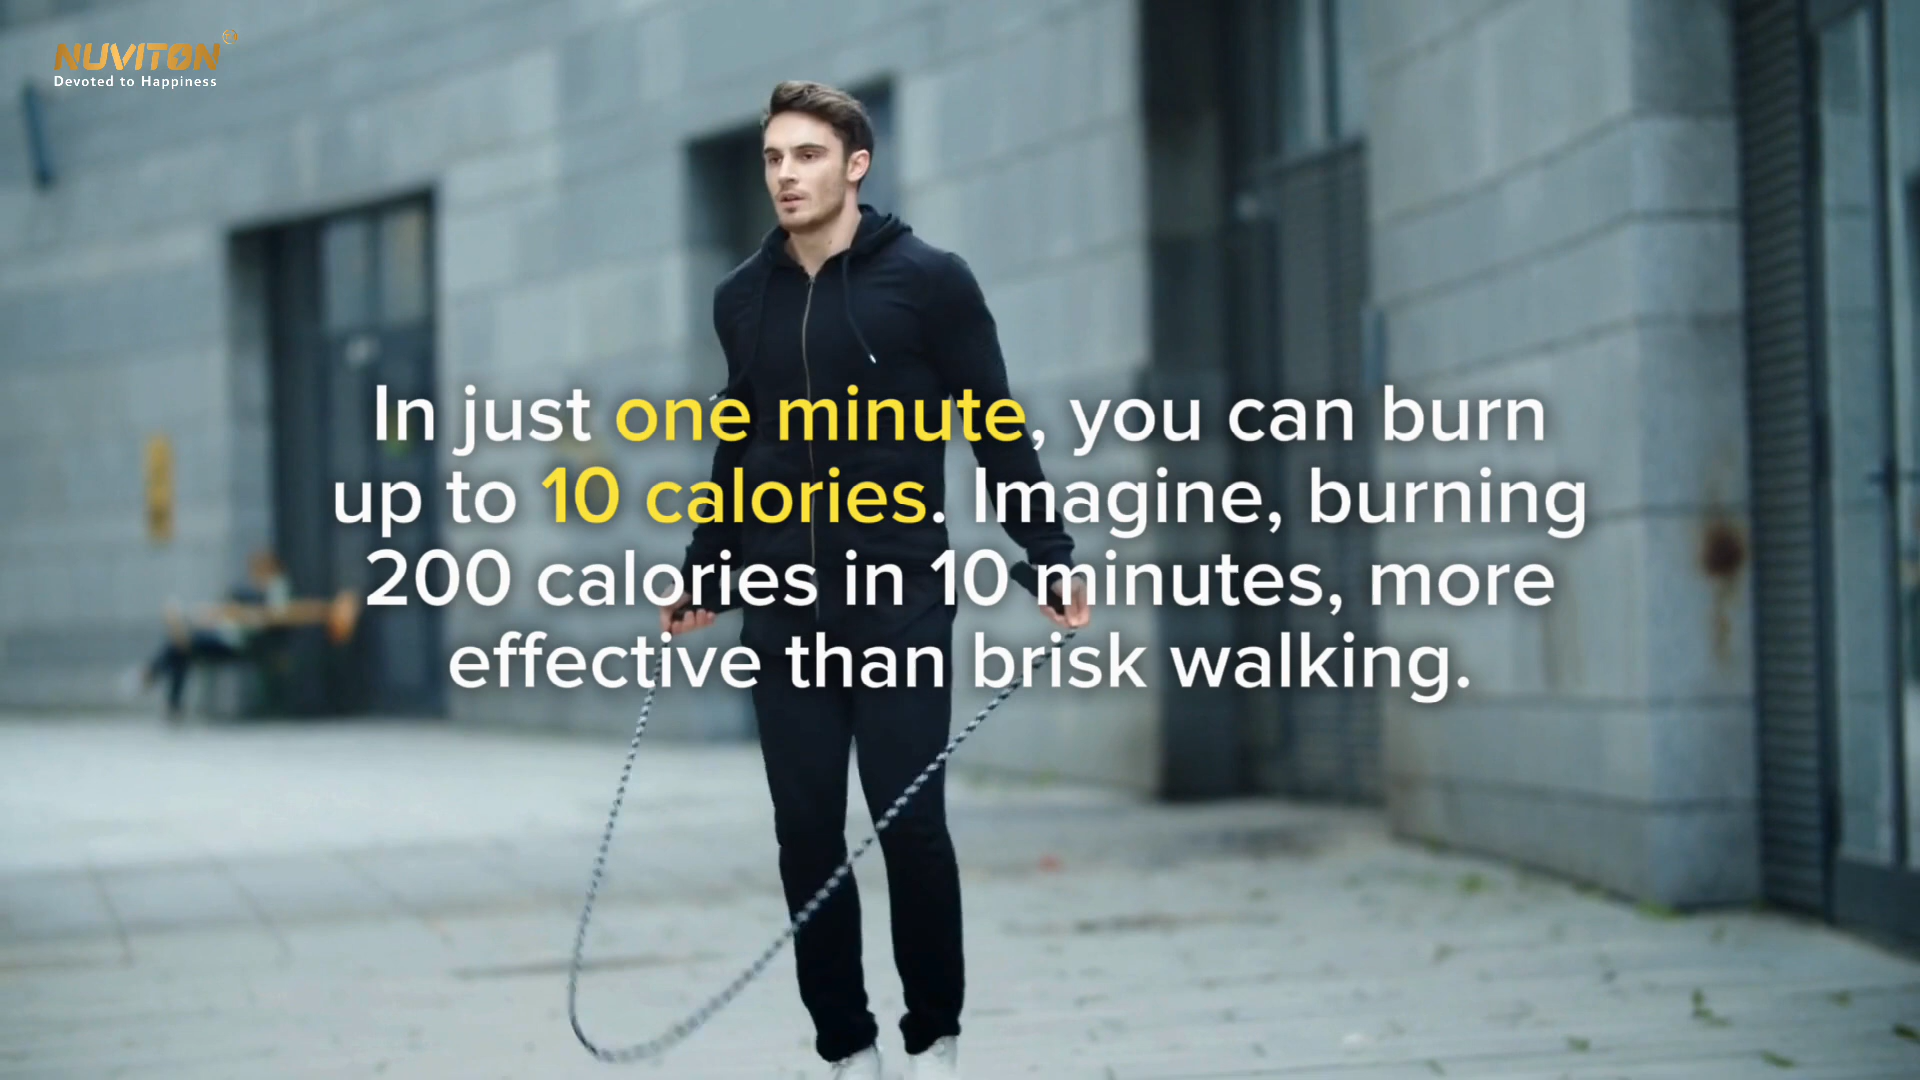 NUVITON
Devoted to Happiness
In just one minute, you can burn
up to 10 calories. Imagine, burning
200 calories in 10 minutes, more
effective than brisk walking.